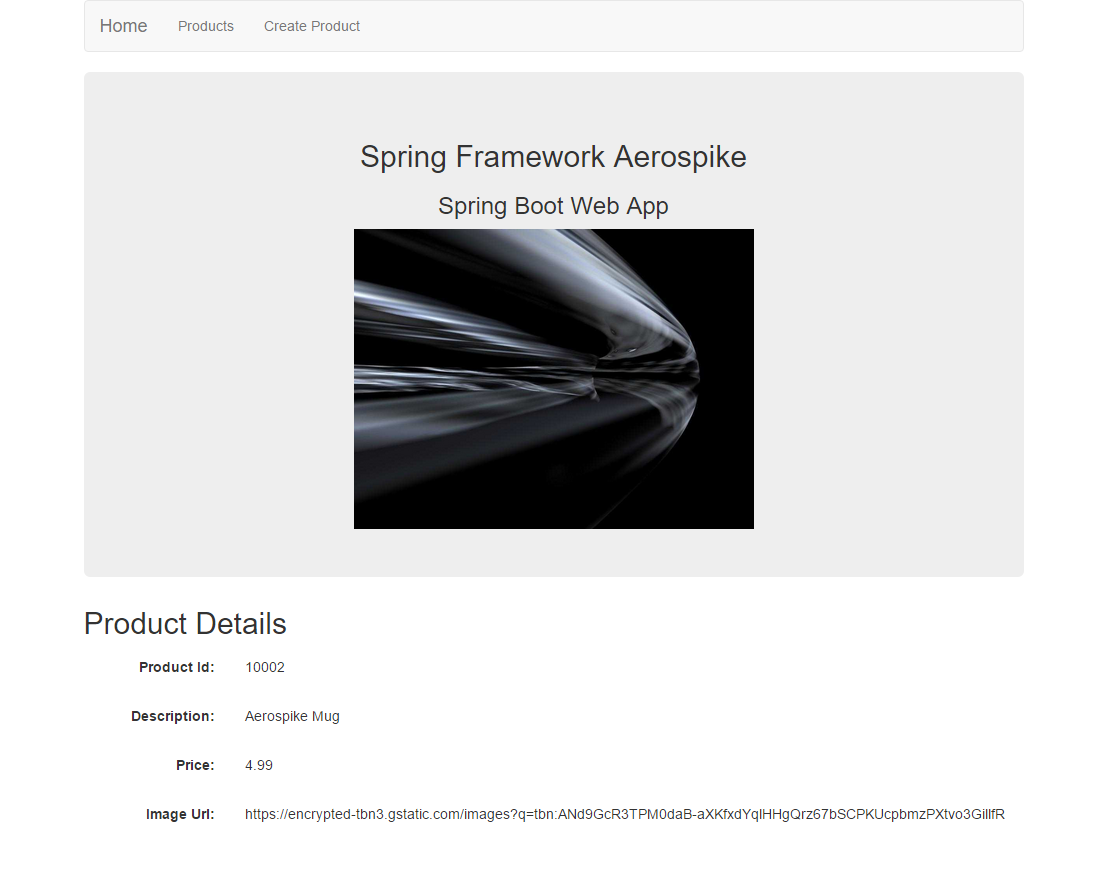 Home Products Create Product
Spring Framework Aerospike
Spring Boot Web App
Product Details
Product Id: 10002
Description: Aerospike Mug
Price: 4.99
Image Url: https://encrypted-tbn3.gstatic.com/images?q=tbn:ANd9GcR3TPM0daB-aXKfxdYqlHHgQrz67bSCPKUcpbmzPXtvo3GillfR